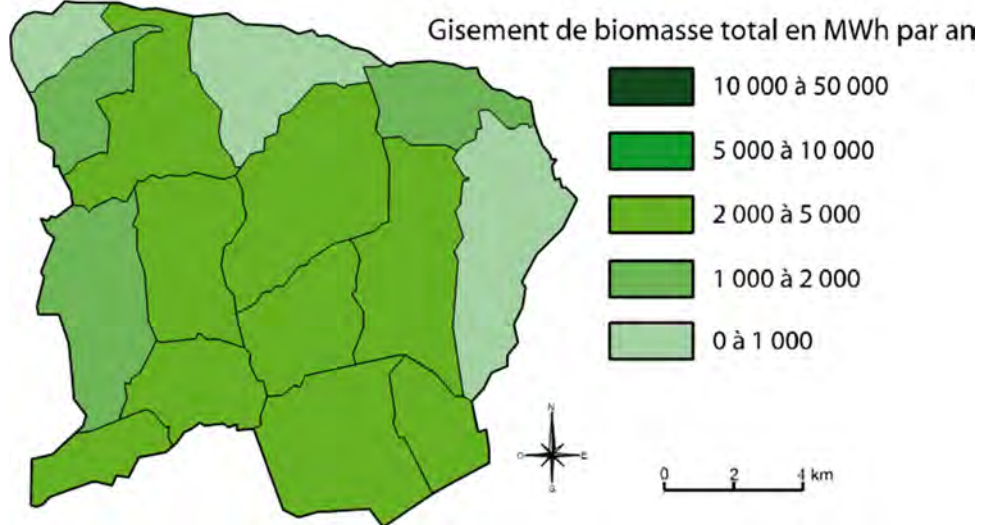 Gisement de biomasse total en MWh par an
10 000 à 50 000
5 000 à 10 000
2 000 à 5 000
1 000 à 2 000
0 à 1 000
N
O E
S
0 2 4 km